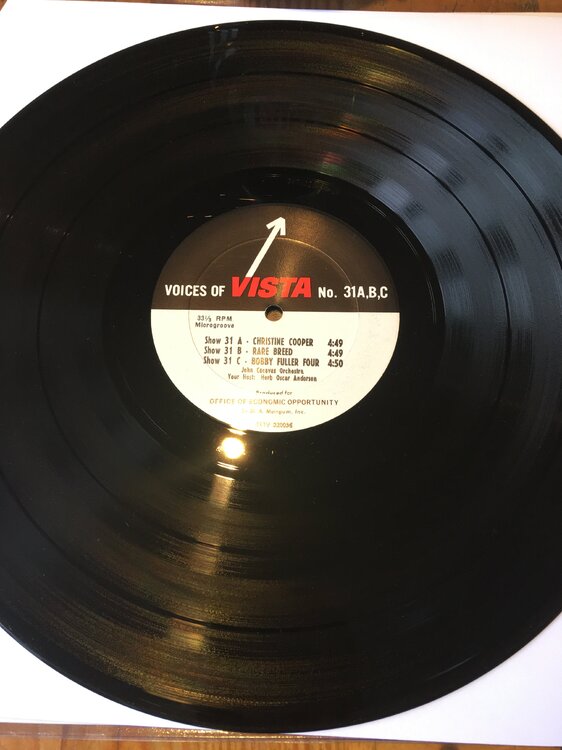 VOICES OF VISTA No. 31A,B,C
33⅓ RPM
Microgroove
Show 31 A - CHRISTINE COOPER 4:49
Show 31 B - RARE BREED 4:49
Show 31 C - BOBBY FULLER FOUR 4:50
John Cacavas Orchestra
Your Host: Herb Oscar Anderson
Produced for
OFFICE OF ECONOMIC OPPORTUNITY
Inc.